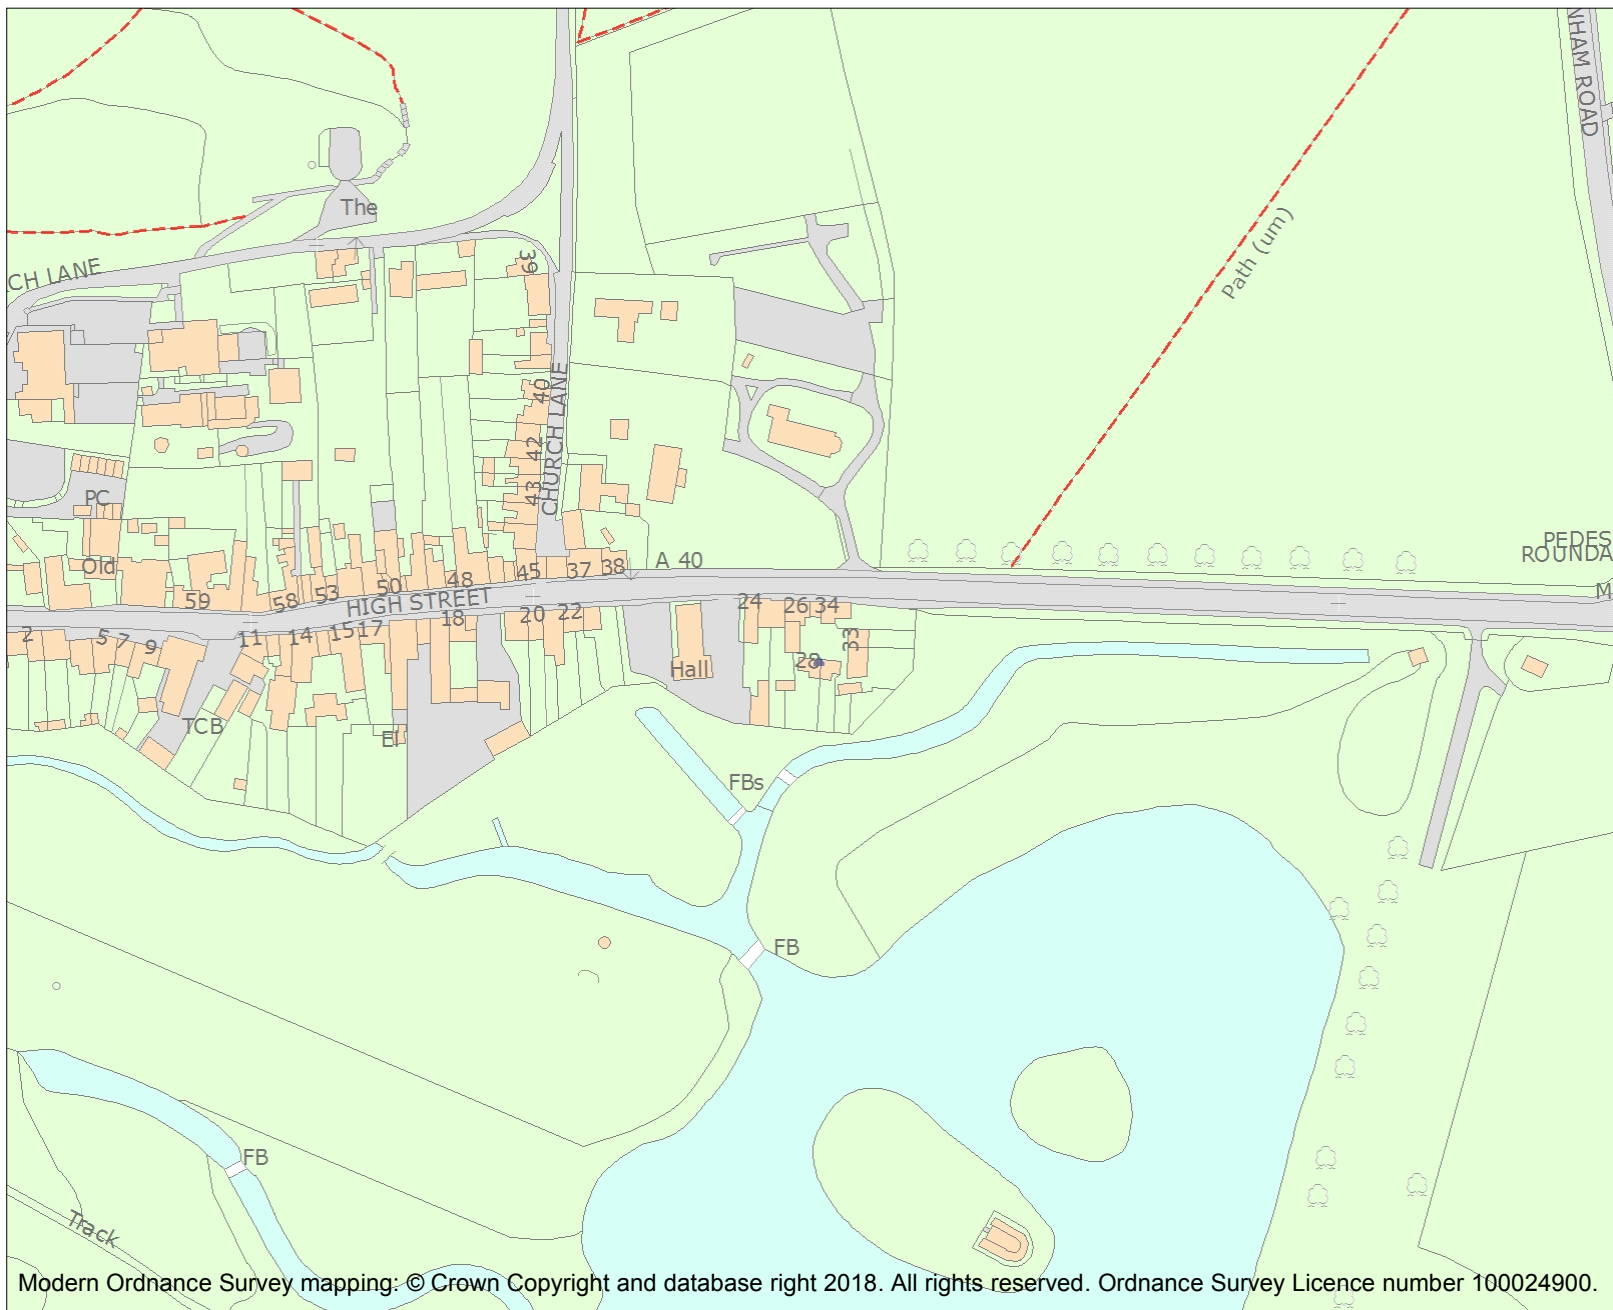 NHAM ROAD
The
Path (um)
CH LANE
39
40
CHURCH LANE
42
43
PC
Old
59
58
53
50
48
45
37
38
A 40
PEDES
ROUNDA
M
HIGH STREET
2
5
7
9
11
14
15
17
18
20
22
24
26
34
33
28
Hall
TCB
El
FBs
FB
FB
Track
Modern Ordnance Survey mapping: © Crown Copyright and database right 2018. All rights reserved. Ordnance Survey Licence number 100024900.